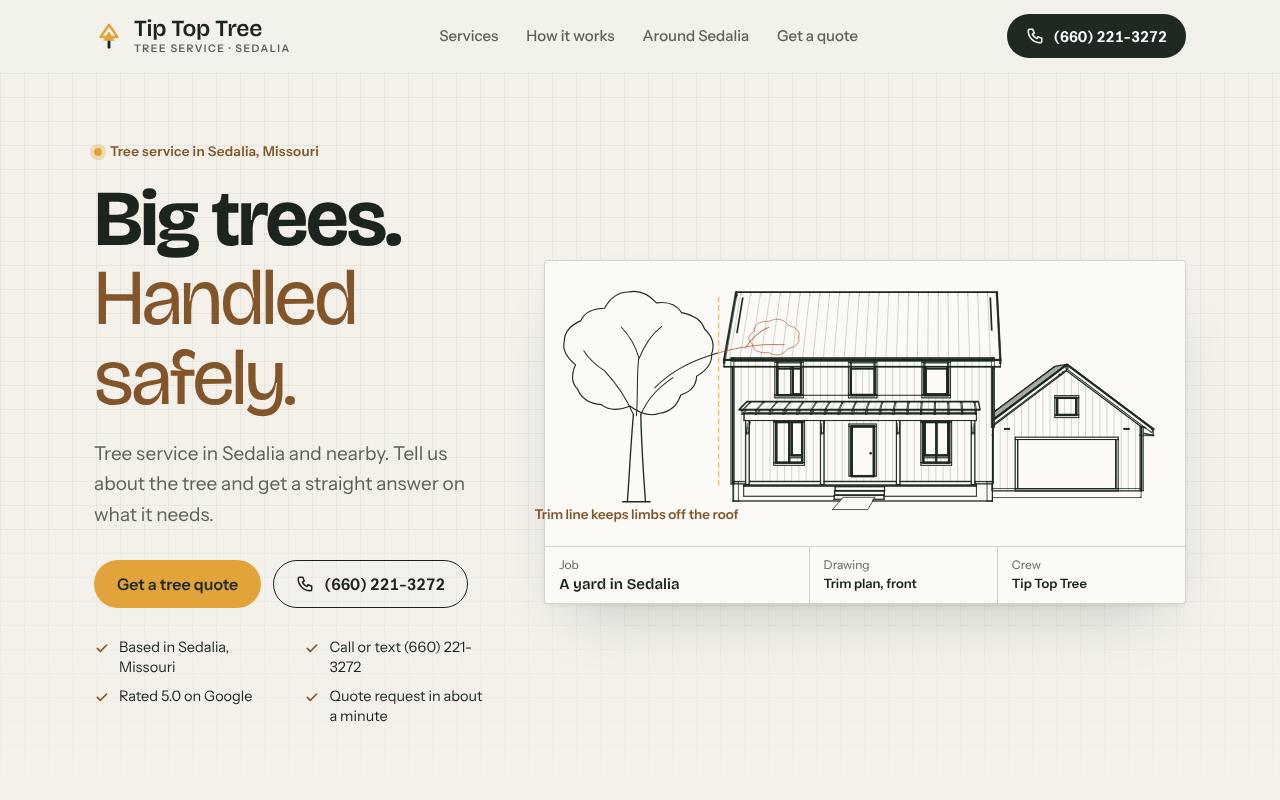 Tip Top Tree
TREE SERVICE · SEDALIA
Services
How it works
Around Sedalia
Get a quote
(660) 221-3272
Tree service in Sedalia, Missouri
Big trees.
Handled
safely.
Tree service in Sedalia and nearby. Tell us
about the tree and get a straight answer on
what it needs.
Get a tree quote
(660) 221-3272
Based in Sedalia,
Missouri
Call or text (660) 221-
3272
Rated 5.0 on Google
Quote request in about
a minute
Trim line keeps limbs off the roof
Job
A yard in Sedalia
Drawing
Trim plan, front
Crew
Tip Top Tree